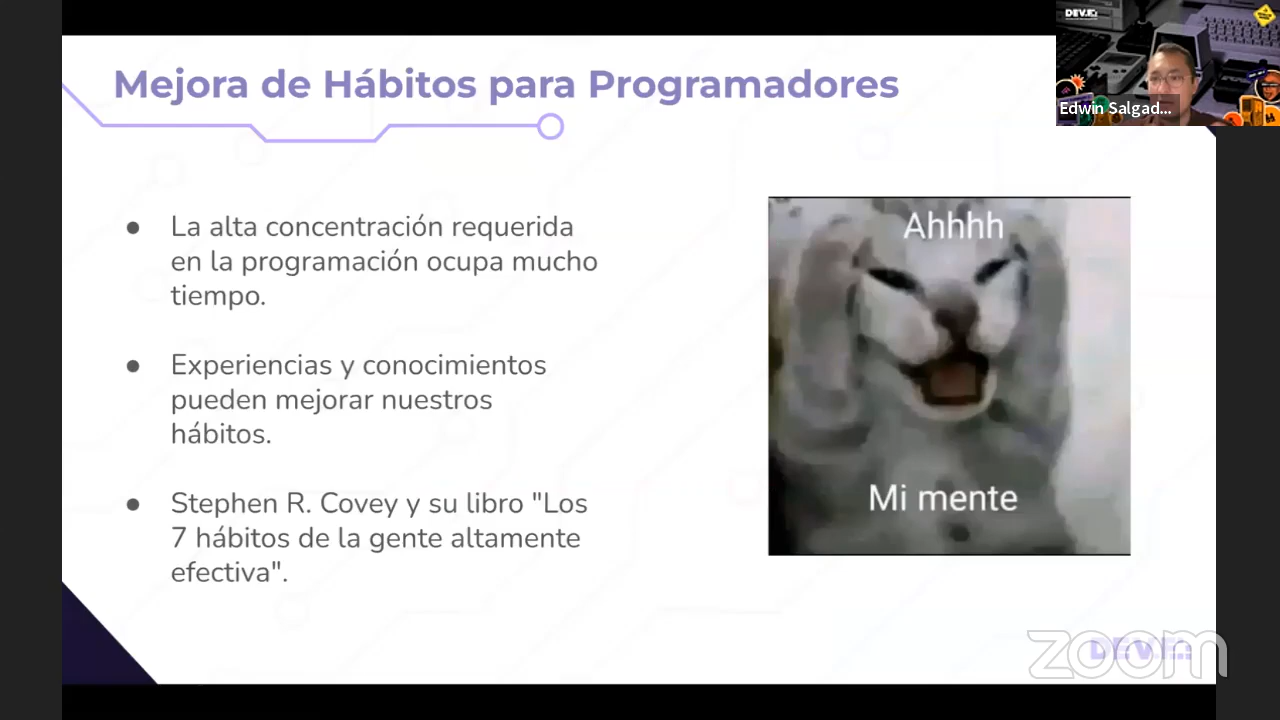 Mejora de Hábitos para Programadores
DEV.F.:
Edwin Salgad...
● La alta concentración requerida
en la programación ocupa mucho
tiempo.
● Experiencias y conocimientos
pueden mejorar nuestros
hábitos.
● Stephen R. Covey y su libro "Los
7 hábitos de la gente altamente
efectiva".
Ahhhh
Mi mente
zoom